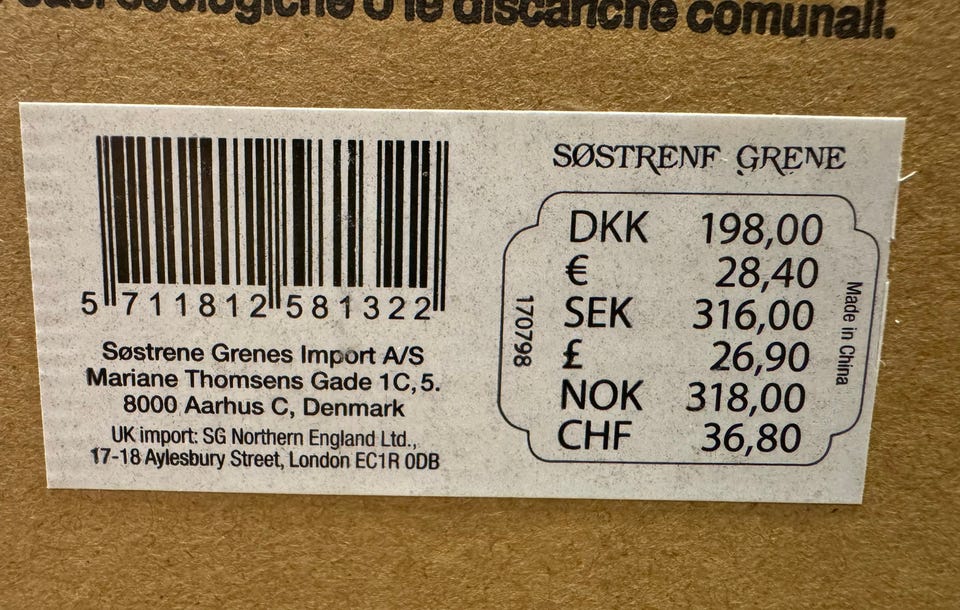 o le discariche comunali.
5 711812 581322
Søstrene Grenes Import A/S
Mariane Thomsens Gade 1C, 5.
8000 Aarhus C, Denmark
UK import: SG Northern England Ltd.,
17-18 Aylesbury Street, London EC1R 0DB
SØSTRENE GRENE
DKK 198,00
€ 28,40
SEK 316,00
£ 26,90
NOK 318,00
CHF 36,80
170798
Made in China